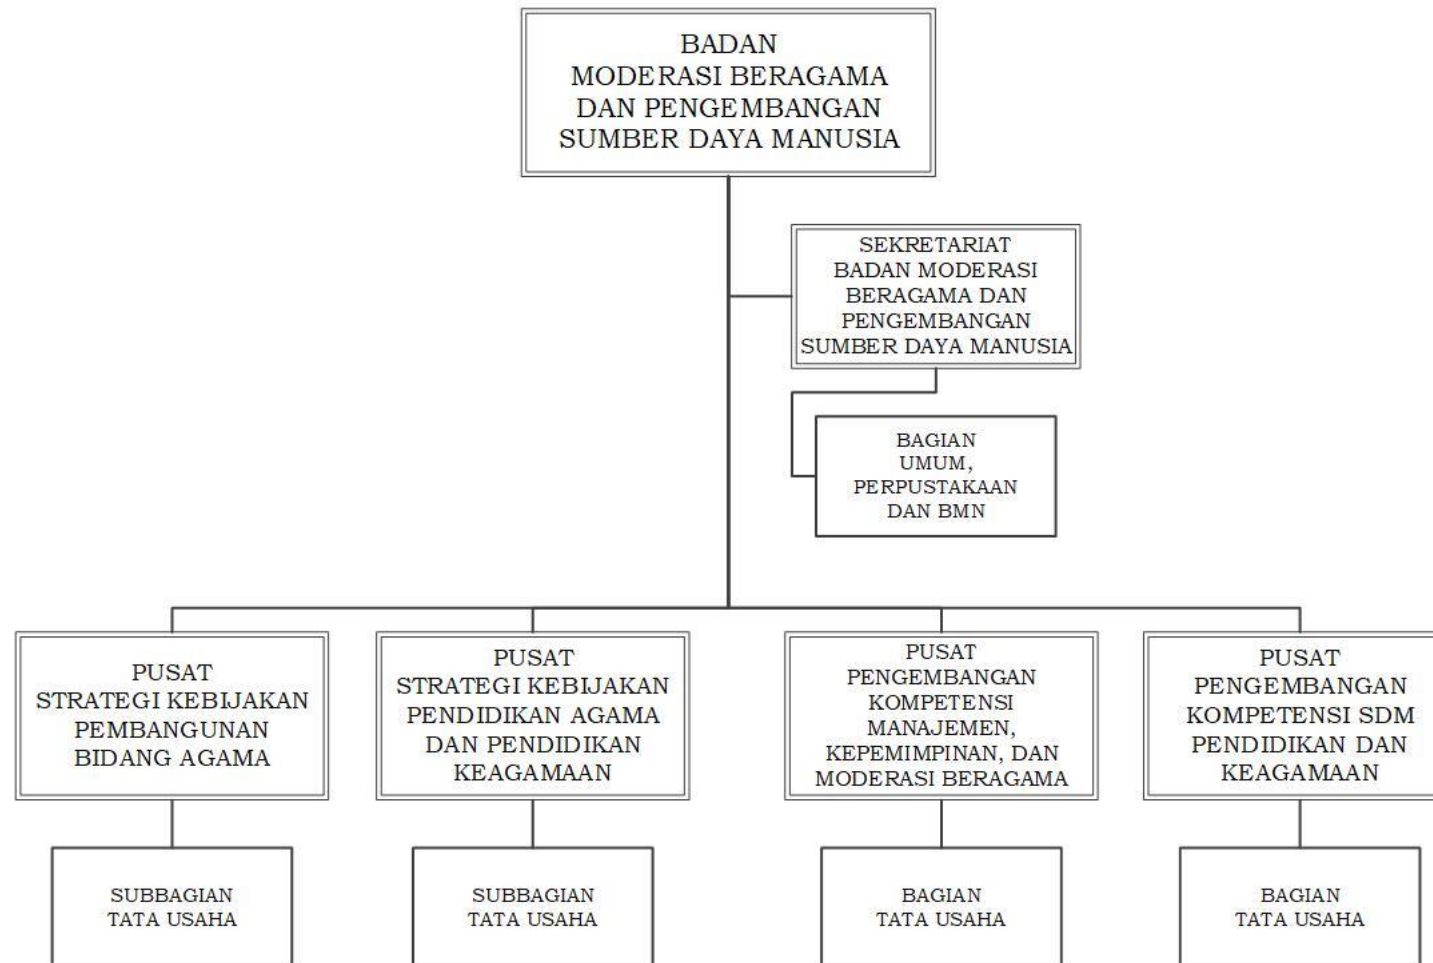 BADAN
MODERASI BERAGAMA
DAN PENGEMBANGAN
SUMBER DAYA MANUSIA
SEKRETARIAT
BADAN MODERASI
BERAGAMA DAN
PENGEMBANGAN
SUMBER DAYA MANUSIA
BAGIAN
UMUM,
PERPUSTAKAAN
DAN BMN
PUSAT
STRATEGI KEBIJAKAN
PEMBANGUNAN
BIDANG AGAMA
PUSAT
STRATEGI KEBIJAKAN
PENDIDIKAN AGAMA
DAN PENDIDIKAN
KEAGAMAAN
PUSAT
PENGEMBANGAN
KOMPETENSI
MANAJEMEN,
KEPEMIMPINAN, DAN
MODERASI BERAGAMA
PUSAT
PENGEMBANGAN
KOMPETENSI SDM
PENDIDIKAN DAN
KEAGAMAAN
SUBBAGIAN
TATA USAHA
SUBBAGIAN
TATA USAHA
BAGIAN
TATA USAHA
BAGIAN
TATA USAHA